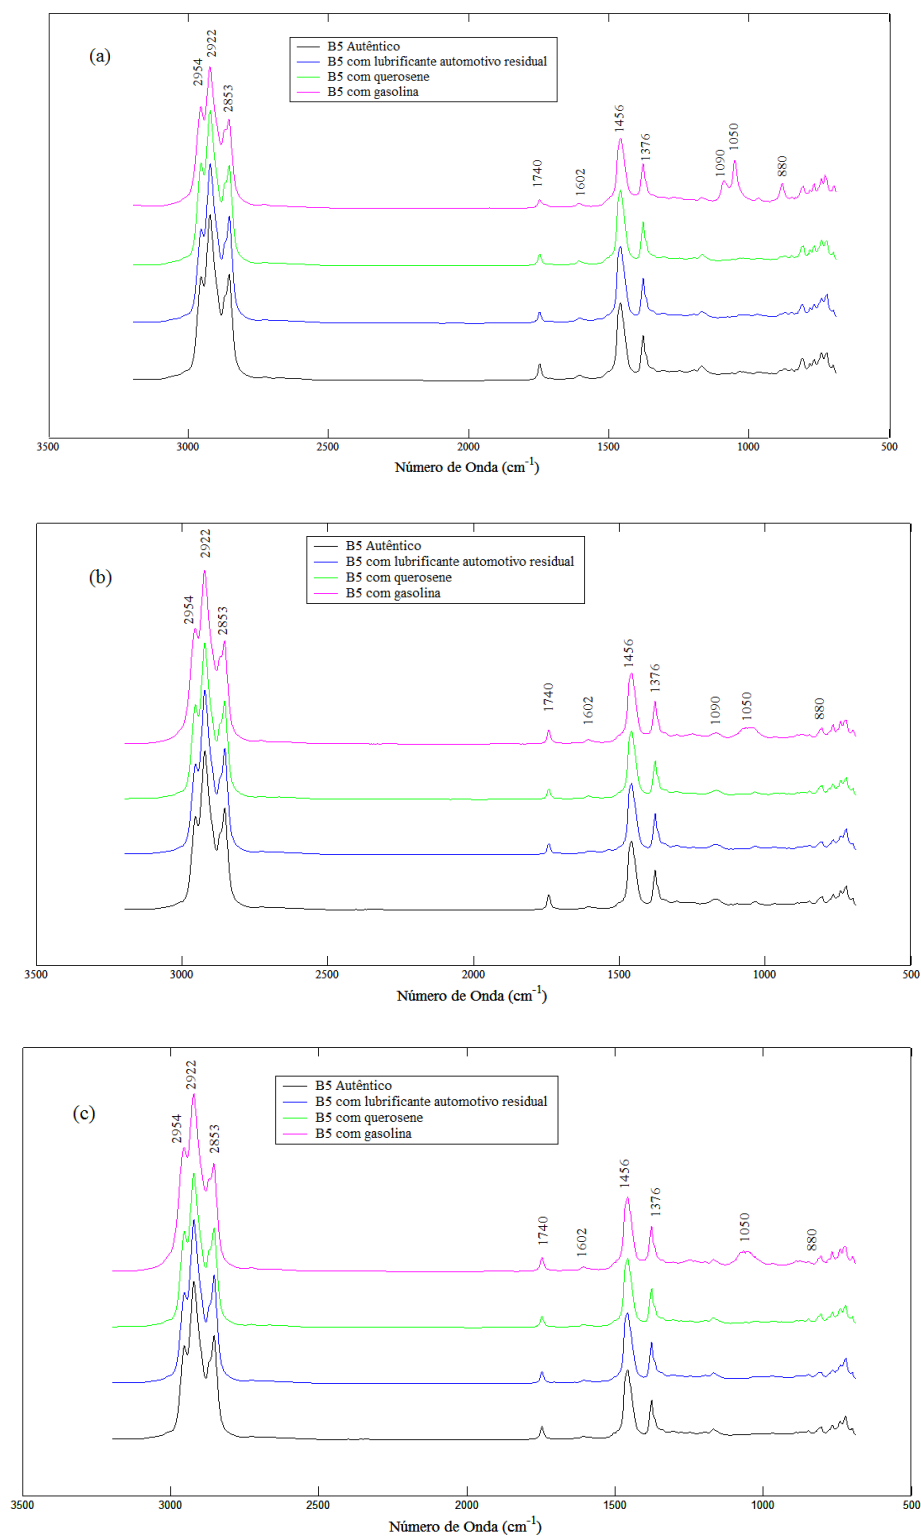 (a)
2954
2922
2853
B5 Autêntico
B5 com lubrificante automotivo residual
B5 com querosene
B5 com gasolina
1740
1602
1456
1376
1090
1050
880
3500 3000 2500 2000 1500 1000 500
Número de Onda (cm⁻¹)
(b)
2954
2922
2853
B5 Autêntico
B5 com lubrificante automotivo residual
B5 com querosene
B5 com gasolina
1740
1602
1456
1376
1090
1050
880
3500 3000 2500 2000 1500 1000 500
Número de Onda (cm⁻¹)
(c)
2954
2922
2853
B5 Autêntico
B5 com lubrificante automotivo residual
B5 com querosene
B5 com gasolina
1740
1602
1456
1376
1050
880
3500 3000 2500 2000 1500 1000 500
Número de Onda (cm⁻¹)